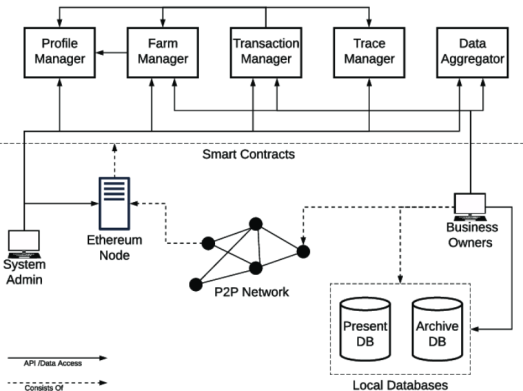 Profile
Manager
Farm
Manager
Transaction
Manager
Trace
Manager
Data
Aggregator
Smart Contracts
Ethereum
Node
System
Admin
P2P Network
Business
Owners
Present
DB
Archive
DB
Local Databases
API /Data Access
Consists Of